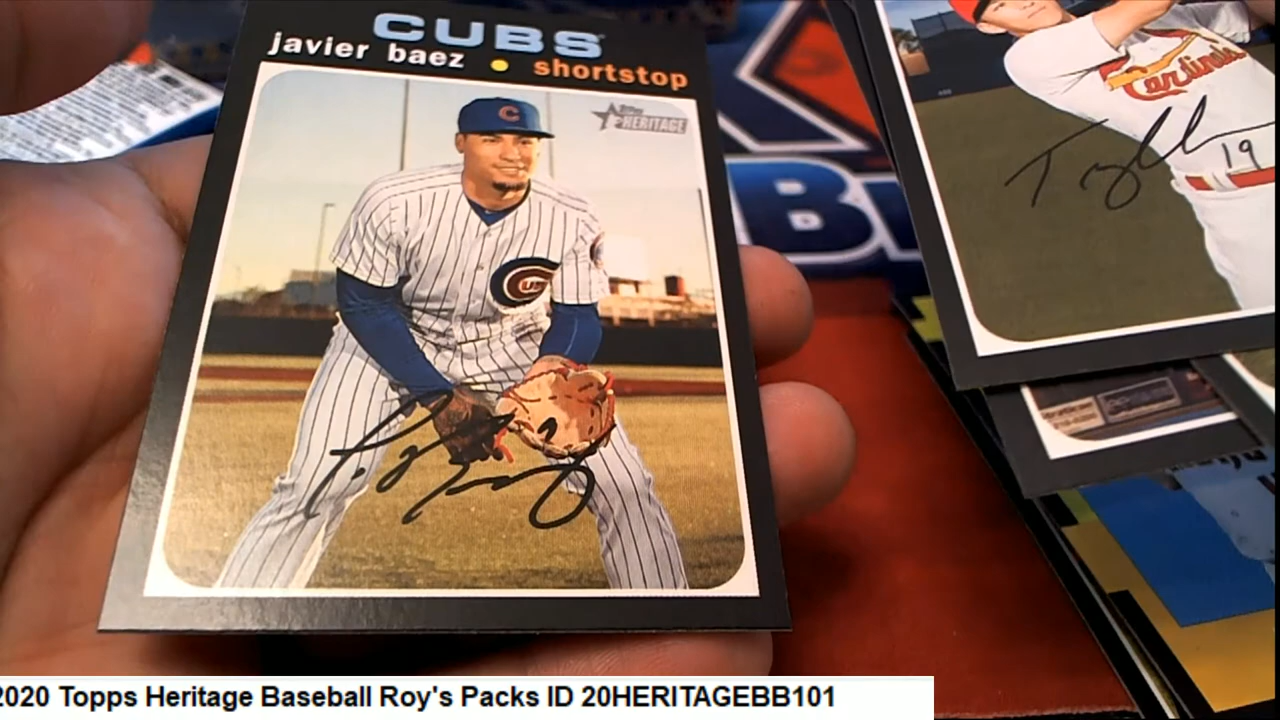 CUBS
javier baez • shortstop
Topps
HERITAGE
C
Cardinals
19
2020 Topps Heritage Baseball Roy's Packs ID 20HERITAGEBB101